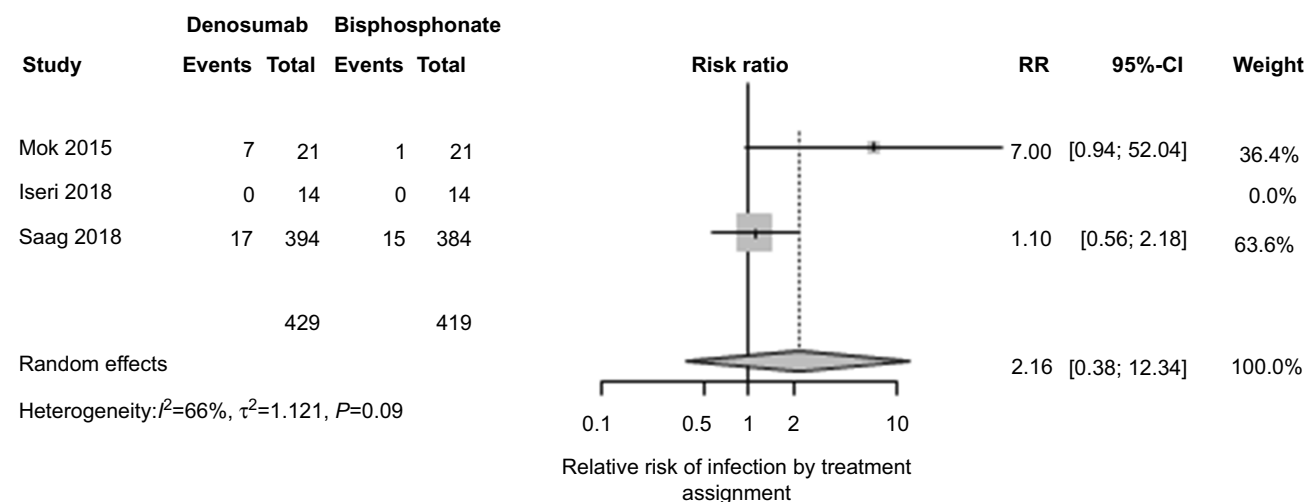 Denosumab Bisphosphonate
Study Events Total Events Total Risk ratio RR 95%-CI Weight
Mok 2015 7 21 1 21 7.00 [0.94; 52.04] 36.4%
Iseri 2018 0 14 0 14 0.0%
Saag 2018 17 394 15 384 1.10 [0.56; 2.18] 63.6%
429 419
Random effects 2.16 [0.38; 12.34] 100.0%
Heterogeneity:I²=66%, τ²=1.121, P=0.09
0.1 0.5 1 2 10
Relative risk of infection by treatment
assignment